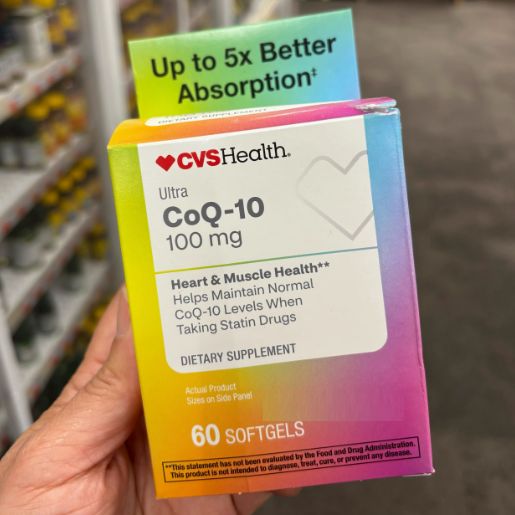 Up to 5x Better
Absorption‡
DIETARY SUPPLEMENT
CVSHealth.
Ultra
CoQ-10
100 mg
Heart & Muscle Health**
Helps Maintain Normal
CoQ-10 Levels When
Taking Statin Drugs
DIETARY SUPPLEMENT
Actual Product
Sizes on Side Panel
60 SOFTGELS
**This statement has not been evaluated by the Food and Drug Administration.
This product is not intended to diagnose, treat, cure, or prevent any disease.